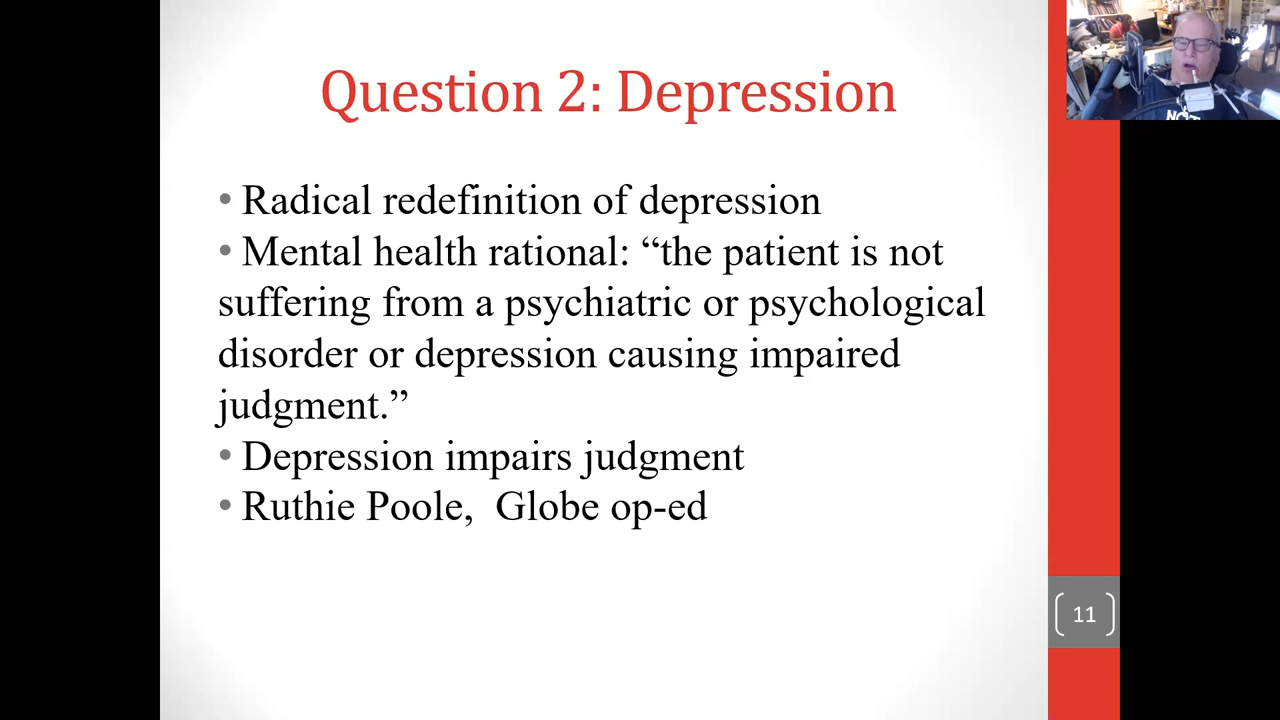 Question 2: Depression
• Radical redefinition of depression
• Mental health rational: “the patient is not
suffering from a psychiatric or psychological
disorder or depression causing impaired
judgment.”
• Depression impairs judgment
• Ruthie Poole,  Globe op-ed
11